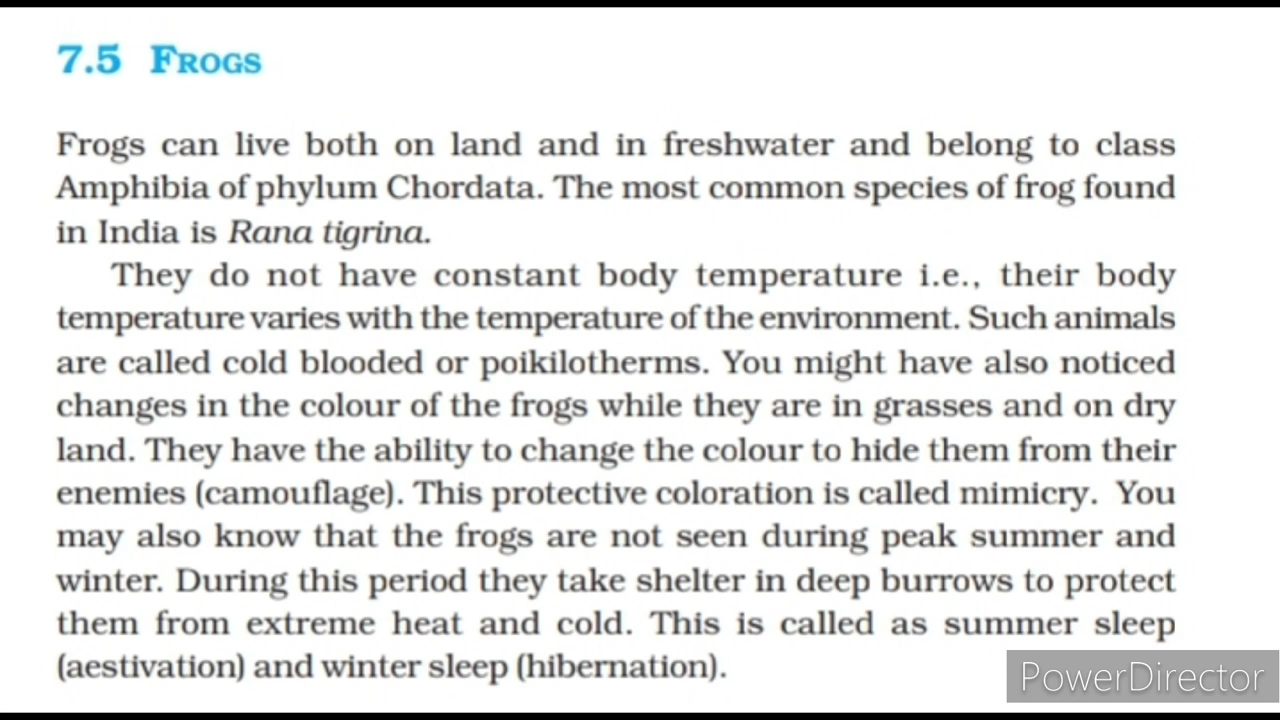 7.5 FROGS
Frogs can live both on land and in freshwater and belong to class
Amphibia of phylum Chordata. The most common species of frog found
in India is Rana tigrina.
They do not have constant body temperature i.e., their body
temperature varies with the temperature of the environment. Such animals
are called cold blooded or poikilotherms. You might have also noticed
changes in the colour of the frogs while they are in grasses and on dry
land. They have the ability to change the colour to hide them from their
enemies (camouflage). This protective coloration is called mimicry. You
may also know that the frogs are not seen during peak summer and
winter. During this period they take shelter in deep burrows to protect
them from extreme heat and cold. This is called as summer sleep
(aestivation) and winter sleep (hibernation).
PowerDirector